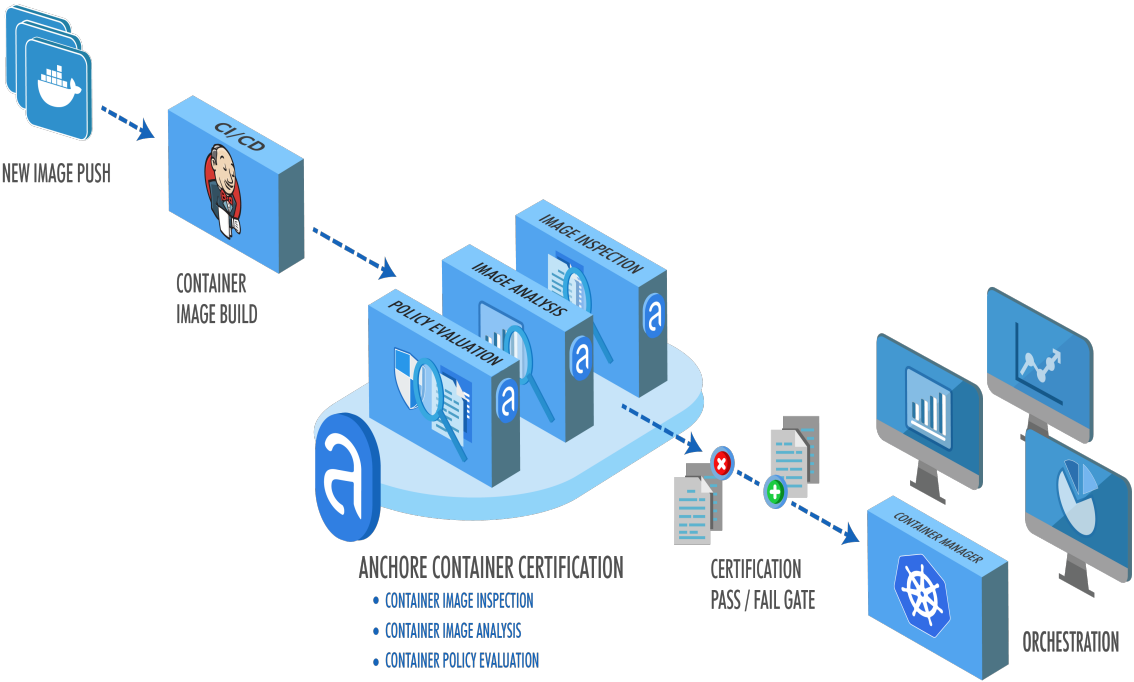 NEW IMAGE PUSH
CI/CD
CONTAINER
IMAGE BUILD
IMAGE INSPECTION
IMAGE ANALYSIS
POLICY EVALUATION
a
a
a
a
ANCHORE CONTAINER CERTIFICATION
• CONTAINER IMAGE INSPECTION
• CONTAINER IMAGE ANALYSIS
• CONTAINER POLICY EVALUATION
CERTIFICATION
PASS / FAIL GATE
CONTAINER MANAGER
ORCHESTRATION